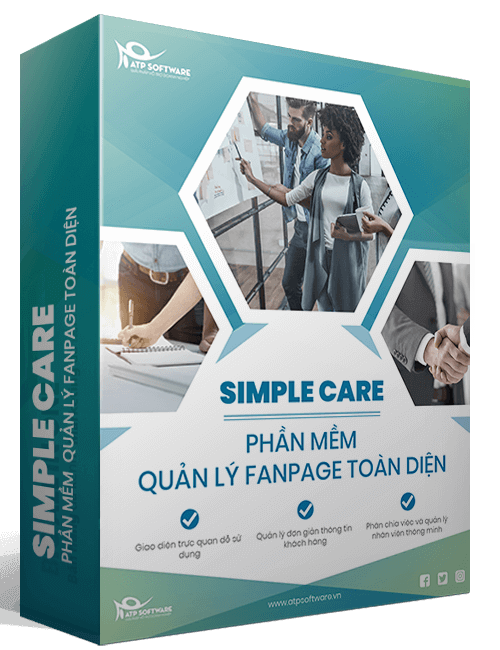 ATP SOFTWARE
SIMPLE CARE
PHẦN MỀM
QUẢN LÝ FANPAGE TOÀN DIỆN
Giao diện trực quan dễ sử
dụng
Quản lý đơn giản thông tin
khách hàng
Phân chia việc và quản lý
nhân viên thông minh
ATP SOFTWARE
www.atpsoftware.vn
SIMPLE CARE
PHẦN MỀM QUẢN LÝ FANPAGE TOÀN DIỆN